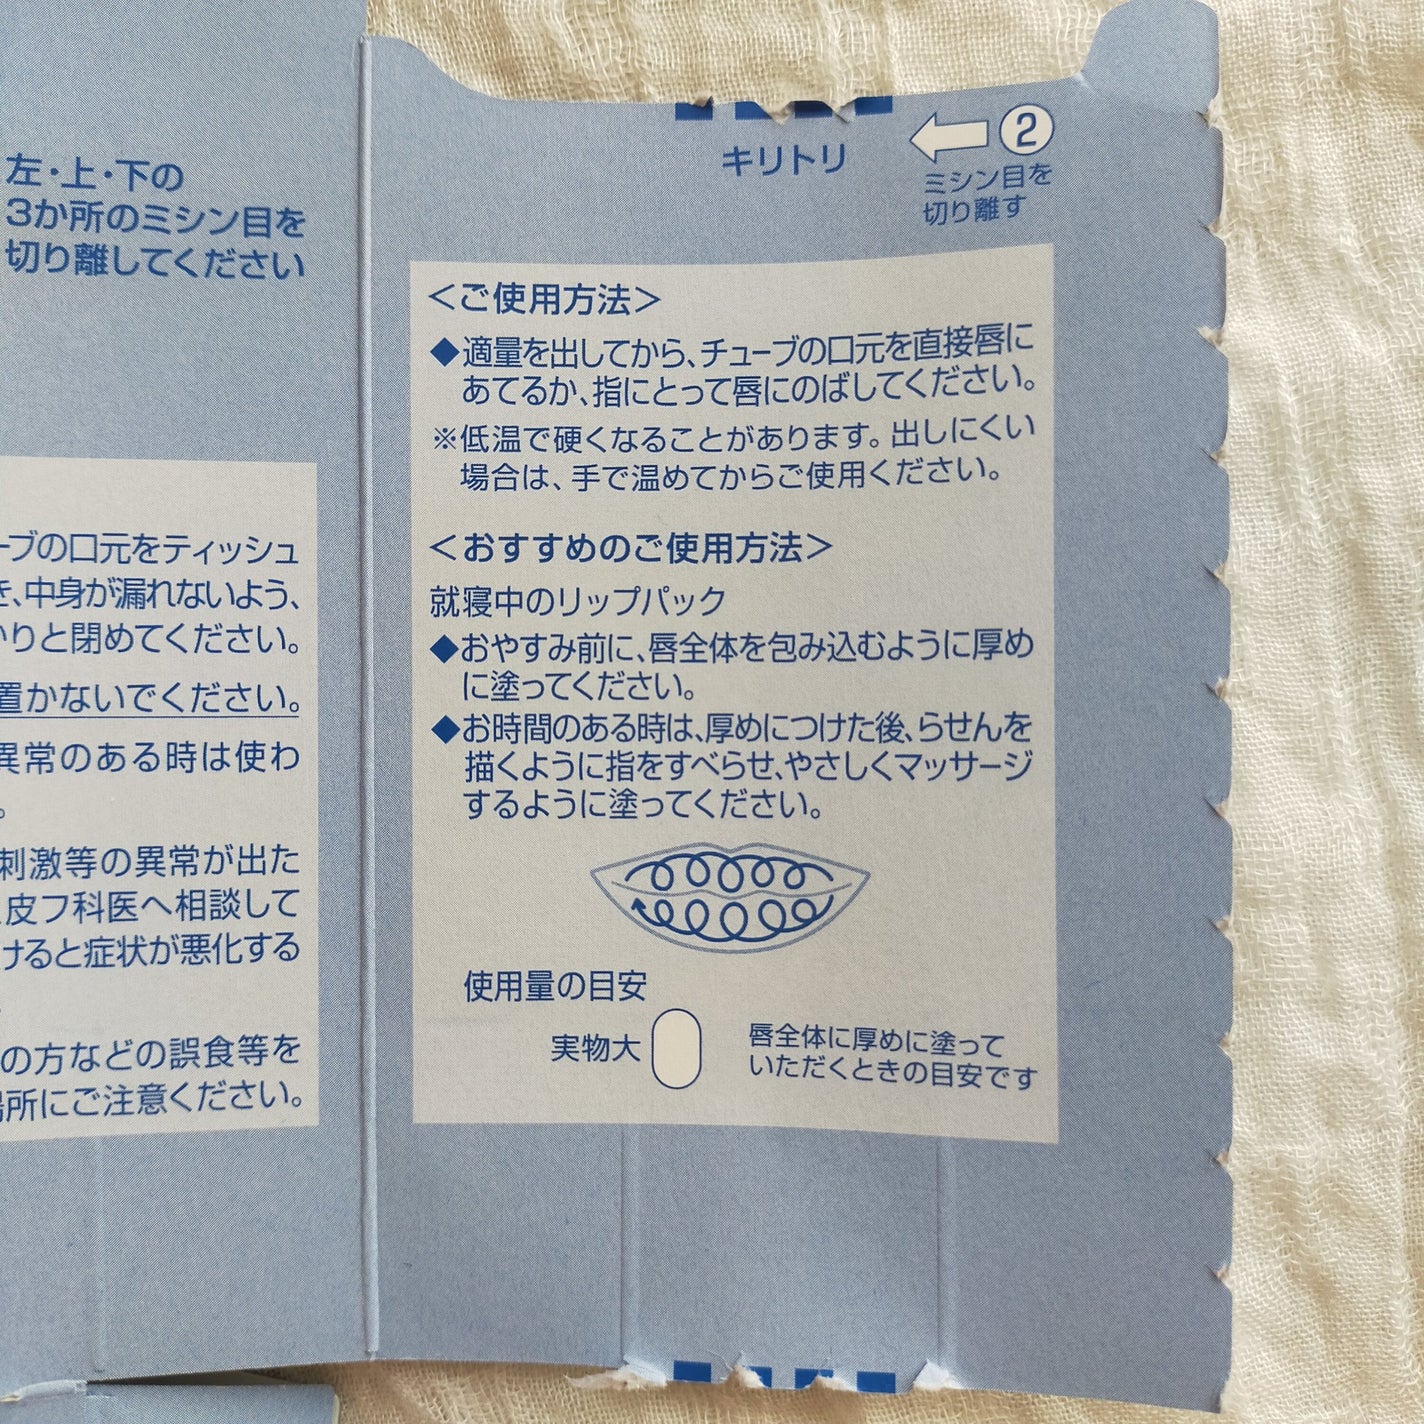 左・上・下の
3か所のミシン目を
切り離してください
ーブの口元をティッシュ
き、中身が漏れないよう、
かりと閉めてください。
置かないでください。
異常のある時は使わ
。
刺激等の異常が出た
皮フ科医へ相談して
けると症状が悪化する
の方などの誤食等を
場所にご注意ください。
キリトリ
②
ミシン目を
切り離す
＜ご使用方法＞
◆適量を出してから、チューブの口元を直接唇に
あてるか、指にとって唇にのばしてください。
※低温で硬くなることがあります。出しにくい
場合は、手で温めてからご使用ください。
＜おすすめのご使用方法＞
就寝中のリップパック
◆おやすみ前に、唇全体を包み込むように厚め
に塗ってください。
◆お時間のある時は、厚めにつけた後、らせんを
描くように指をすべらせ、やさしくマッサージ
するように塗ってください。
使用量の目安
実物大
唇全体に厚めに塗って
いただくときの目安です